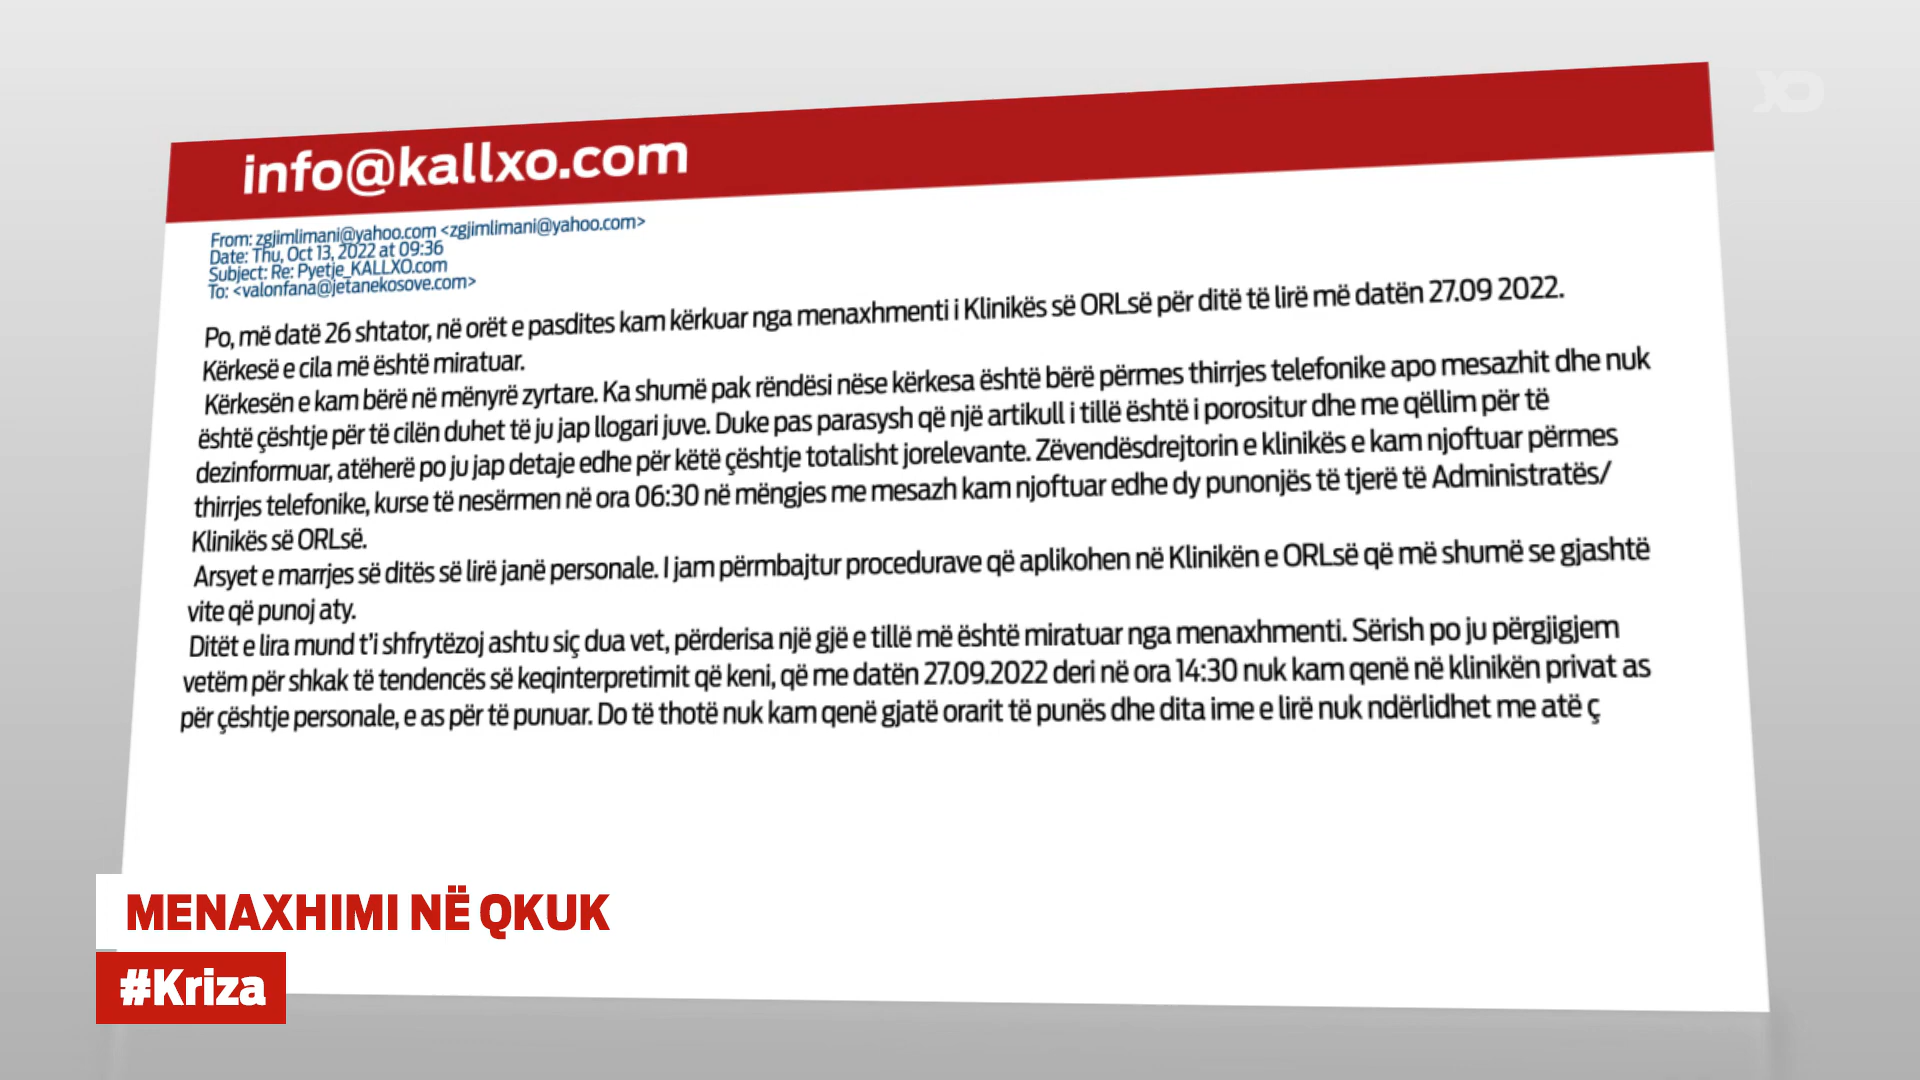 XO
info@kallxo.com
From: zgjimlimani@yahoo.com <zgjimlimani@yahoo.com>
Date: Thu, Oct 13, 2022 at 09:36
Subject: Re: Pyetje_KALLXO.com
To: <valonfana@jetanekosove.com>
Po, më datë 26 shtator, në orët e pasdites kam kërkuar nga menaxhmenti i Klinikës së ORLsë për ditë të lirë më datën 27.09 2022.
Kërkesë e cila më është miratuar.
Kërkesën e kam bërë në mënyrë zyrtare. Ka shumë pak rëndësi nëse kërkesa është bërë përmes thirrjes telefonike apo mesazhit dhe nuk
është çështje për të cilën duhet të ju jap llogari juve. Duke pas parasysh që një artikull i tillë është i porositur dhe me qëllim për të
dezinformuar, atëherë po ju jap detaje edhe për këtë çështje totalisht jorelevante. Zëvendësdrejtorin e klinikës e kam njoftuar përmes
thirrjes telefonike, kurse të nesërmen në ora 06:30 në mëngjes me mesazh kam njoftuar edhe dy punonjës të tjerë të Administratës/
Klinikës së ORLsë.
Arsyet e marrjes së ditës së lirë janë personale. I jam përmbajtur procedurave që aplikohen në Klinikën e ORLsë që më shumë se gjashtë
vite që punoj aty.
Ditët e lira mund t'i shfrytëzoj ashtu siç dua vet, përderisa një gjë e tillë më është miratuar nga menaxhmenti. Sërish po ju përgjigjem
vetëm për shkak të tendencës së keqinterpretimit që keni, që me datën 27.09.2022 deri në ora 14:30 nuk kam qenë në klinikën privat as
për çështje personale, e as për të punuar. Do të thotë nuk kam qenë gjatë orarit të punës dhe dita ime e lirë nuk ndërlidhet me atë ç
MENAXHIMI NË QKUK
#Kriza